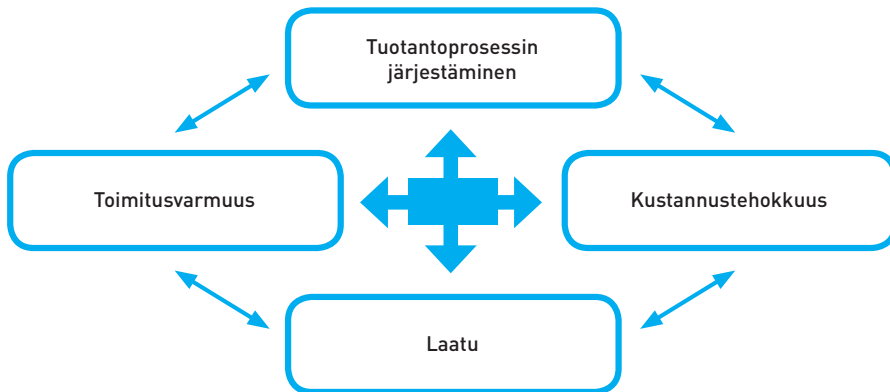 Tuotantoprosessin
järjestäminen
Toimitusvarmuus
Kustannustehokkuus
Laatu